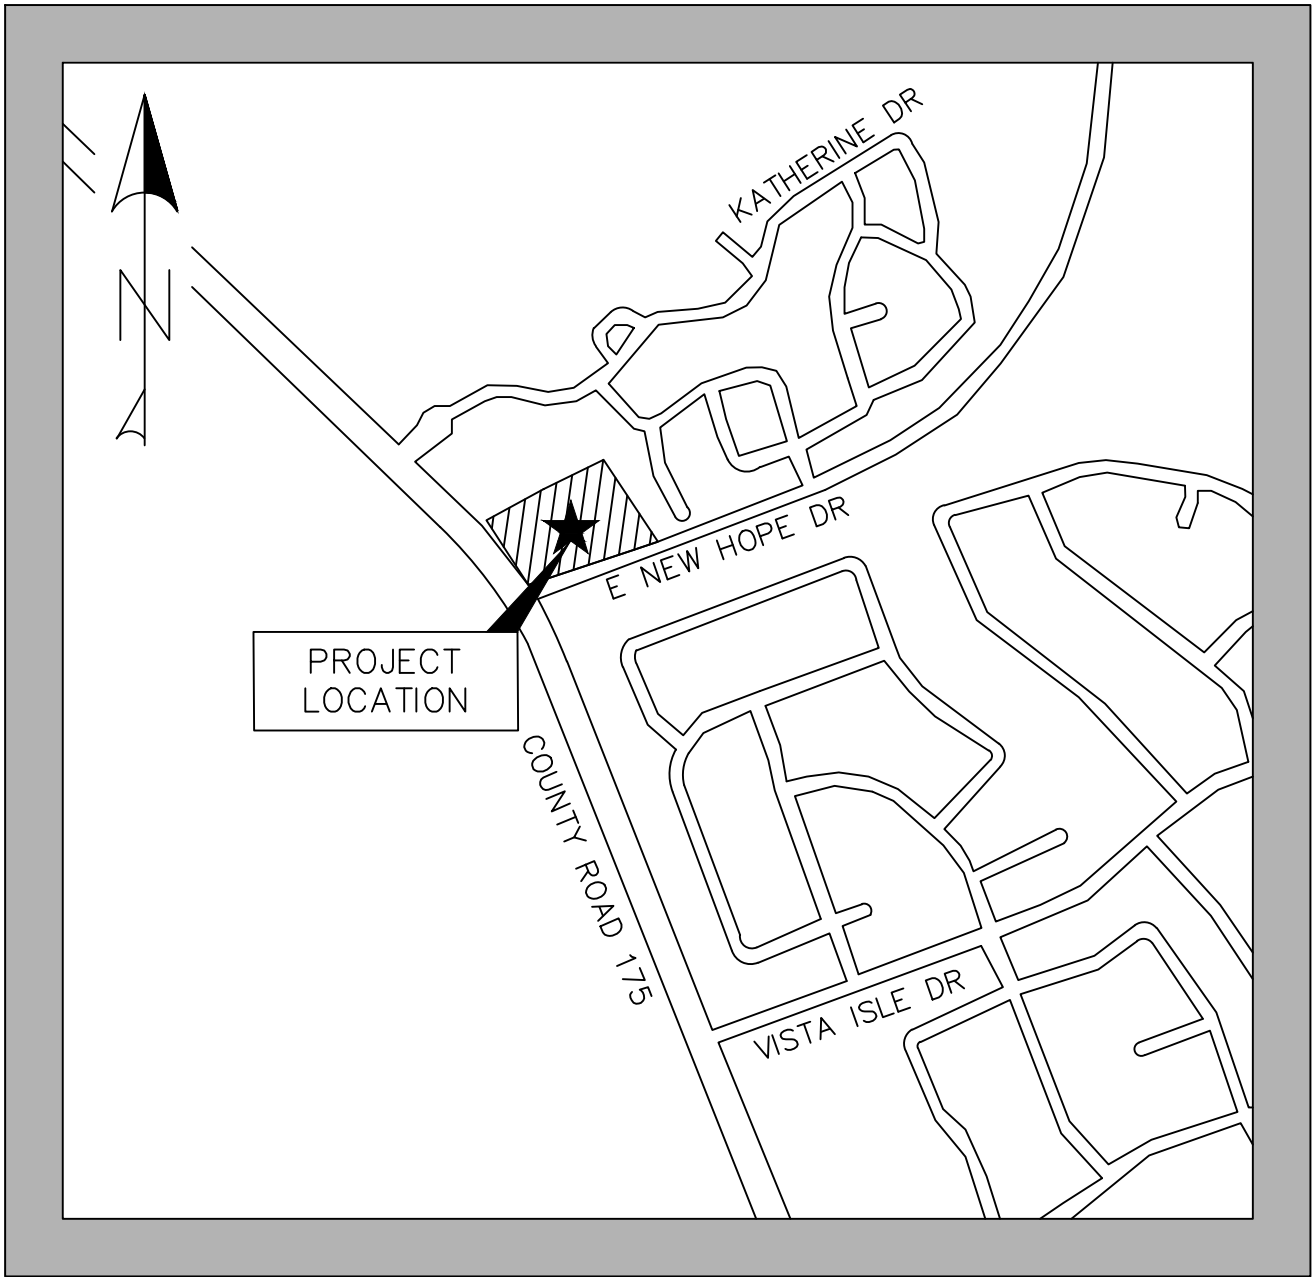 KATHERINE DR
N
E NEW HOPE DR
PROJECT
LOCATION
COUNTY ROAD 175
VISTA ISLE DR